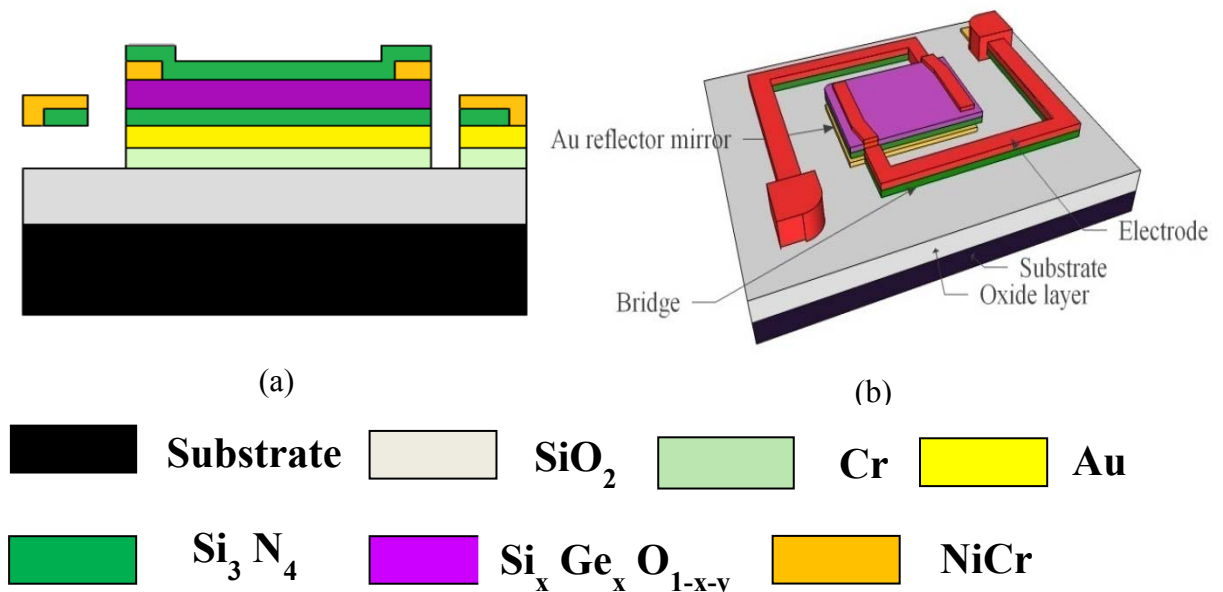 Au reflector mirror
Electrode
Substrate
Bridge
Oxide layer
(a)
(b)
Substrate
SiO2
Cr
Au
Si3 N4
Six Gex O1-x-y
NiCr